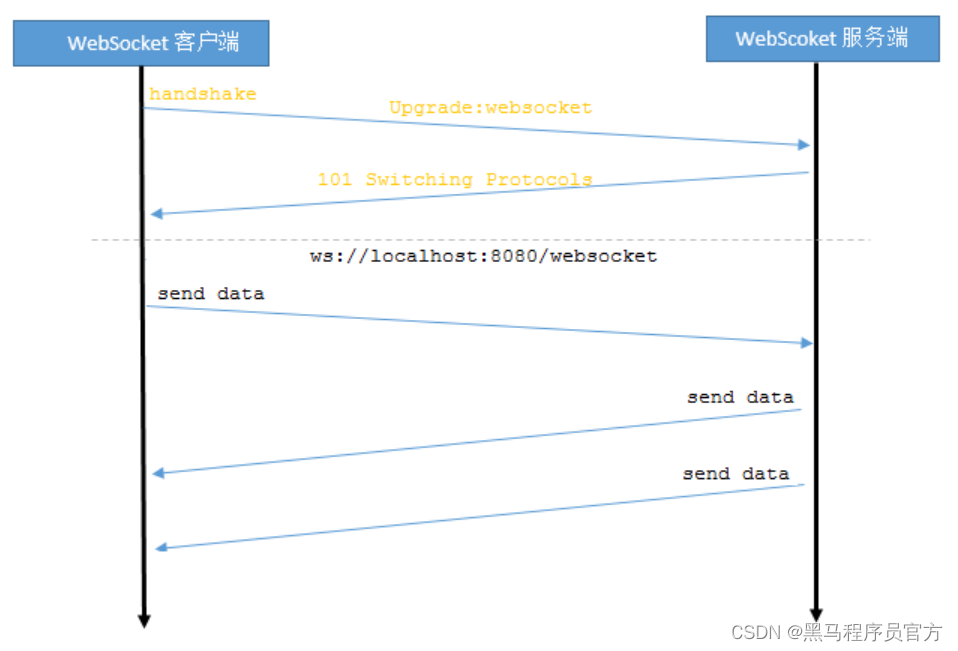 WebSocket 客户端
WebScoket 服务端
handshake
Upgrade:websocket
101 Switching Protocols
ws://localhost:8080/websocket
send data
send data
send data
CSDN @黑马程序员官方